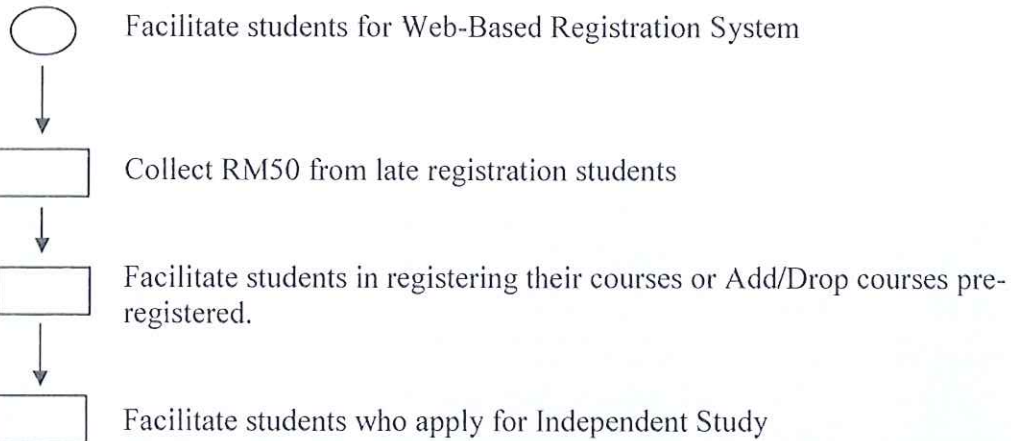 Facilitate students for Web-Based Registration System
Collect RM50 from late registration students
Facilitate students in registering their courses or Add/Drop courses pre-
registered.
Facilitate students who apply for Independent Study